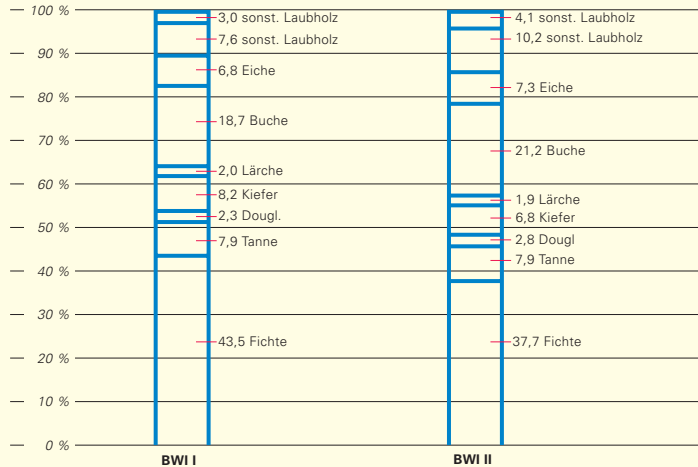 100 %
90 %
80 %
70 %
60 %
50 %
40 %
30 %
20 %
10 %
0 %
3,0 sonst. Laubholz
7,6 sonst. Laubholz
6,8 Eiche
18,7 Buche
2,0 Lärche
8,2 Kiefer
2,3 Dougl.
7,9 Tanne
43,5 Fichte
BWI I
4,1 sonst. Laubholz
10,2 sonst. Laubholz
7,3 Eiche
21,2 Buche
1,9 Lärche
6,8 Kiefer
2,8 Dougl
7,9 Tanne
37,7 Fichte
BWI II